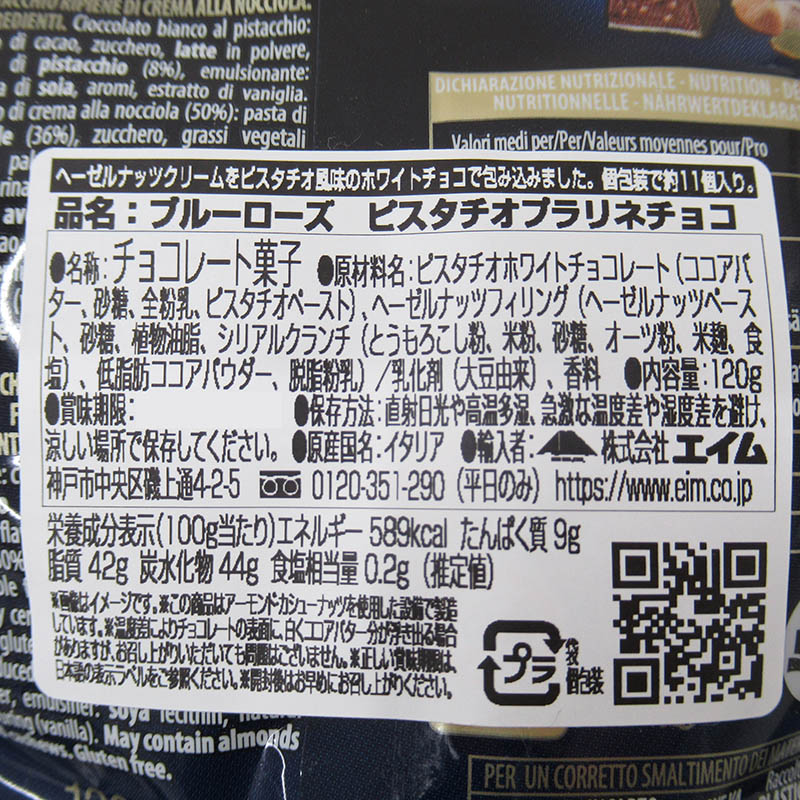 CCHIO RIPIENE DI CREMA ALLA NOCCIOLA.
REDIENTI. Cioccolato bianco al pistacchio:
di cacao, zucchero, latte in polvere,
di pistacchio (8%), emulsionante:
a di soia, aromi, estratto di vaniglia.
di crema alla nocciola (50%): pasta di
(36%), zucchero, grassi vegetali
DICHIARAZIONE NUTRIZIONALE - NUTRITION - DE
NUTRITIONNELLE - NÄHRWERTDEKLARAT
Valori medi per/Per/Valeurs moyennes pour/Pro
ヘーゼルナッツクリームをピスタチオ風味のホワイトチョコで包み込みました。個包装で約11個入り。
品名：ブルーローズ ピスタチオプラリネチョコ
●名称：チョコレート菓子 ●原材料名：ピスタチオホワイトチョコレート（ココアバ
ター、砂糖、全粉乳、ピスタチオペースト）、ヘーゼルナッツフィリング（ヘーゼルナッツペース
ト、砂糖、植物油脂、シリアルクランチ（とうもろこし粉、米粉、砂糖、オーツ粉、米麹、食
塩）、低脂肪ココアパウダー、脱脂粉乳）／乳化剤（大豆由来）、香料 ●内容量：120g
●賞味期限： ●保存方法：直射日光や高温多湿、急激な温度差や湿度差を避け、
涼しい場所で保存してください。●原産国名：イタリア ●輸入者： 株式会社エイム
神戸市中央区磯上通4-2-5 0120-351-290（平日のみ）https://www.eim.co.jp
栄養成分表示（100g当たり）エネルギー 589kcal たんぱく質 9g
脂質 42g 炭水化物 44g 食塩相当量 0.2g（推定値）
※画像はイメージです。※この商品はアーモンド・カシューナッツを使用した設備で製造
しています。※温度差によりチョコレートの表面に、白くココアバター分が浮き出る場合
がありますが、お召し上がりいただいても問題はございません。※正しい賞味期限は、
日本語の表示ラベルをご参照ください。※開封後はお早めにお召し上がりください。
プラ
袋
個包装
emulsifier: soya lecithin,
(vanilla). May contain almonds
Gluten free.
PER UN CORRETTO SMALTIMENTO DEI